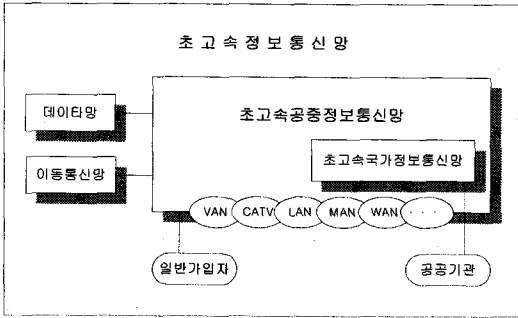 초고속정보통신망
초고속공중정보통신망
데이타망
초고속국가정보통신망
이동통신망
VAN CATV LAN MAN WAN · · ·
일반가입자
공공기관